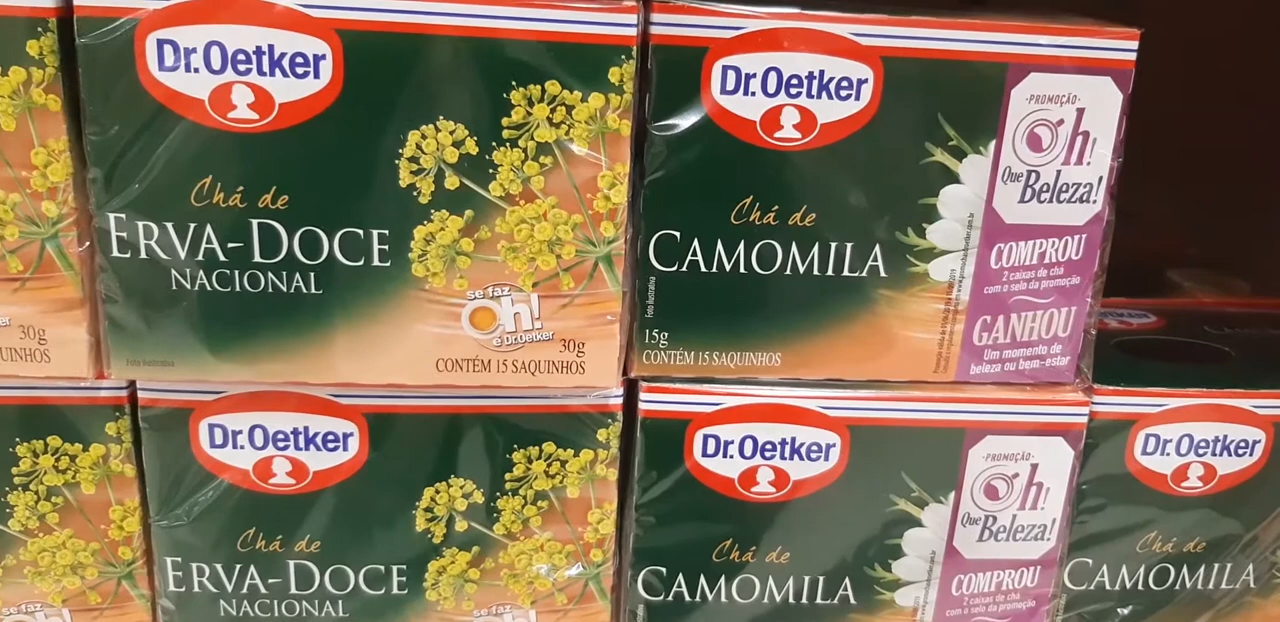 Dr.Oetker
Chá de
ERVA-DOCE
NACIONAL
se faz
Oh!
é Dr.Oetker
30g
CONTÉM 15 SAQUINHOS
Foto ilustrativa
30g
UINHOS
Dr.Oetker
Chá de
CAMOMILA
Foto ilustrativa
15g
CONTÉM 15 SAQUINHOS
·PROMOÇÃO·
Oh!
Que
Beleza!
COMPROU
2 caixas de chá
com o selo da promoção
GANHOU
Um momento de
beleza ou bem-estar
Dr.Oetker
Chá de
ERVA-DOCE
NACIONAL
se faz
se faz
Dr.Oetker
Chá de
CAMOMILA
·PROMOÇÃO·
Oh!
Que
Beleza!
COMPROU
2 caixas de chá
com o selo da promoção
Dr.Oetker
Chá de
CAMOMILA